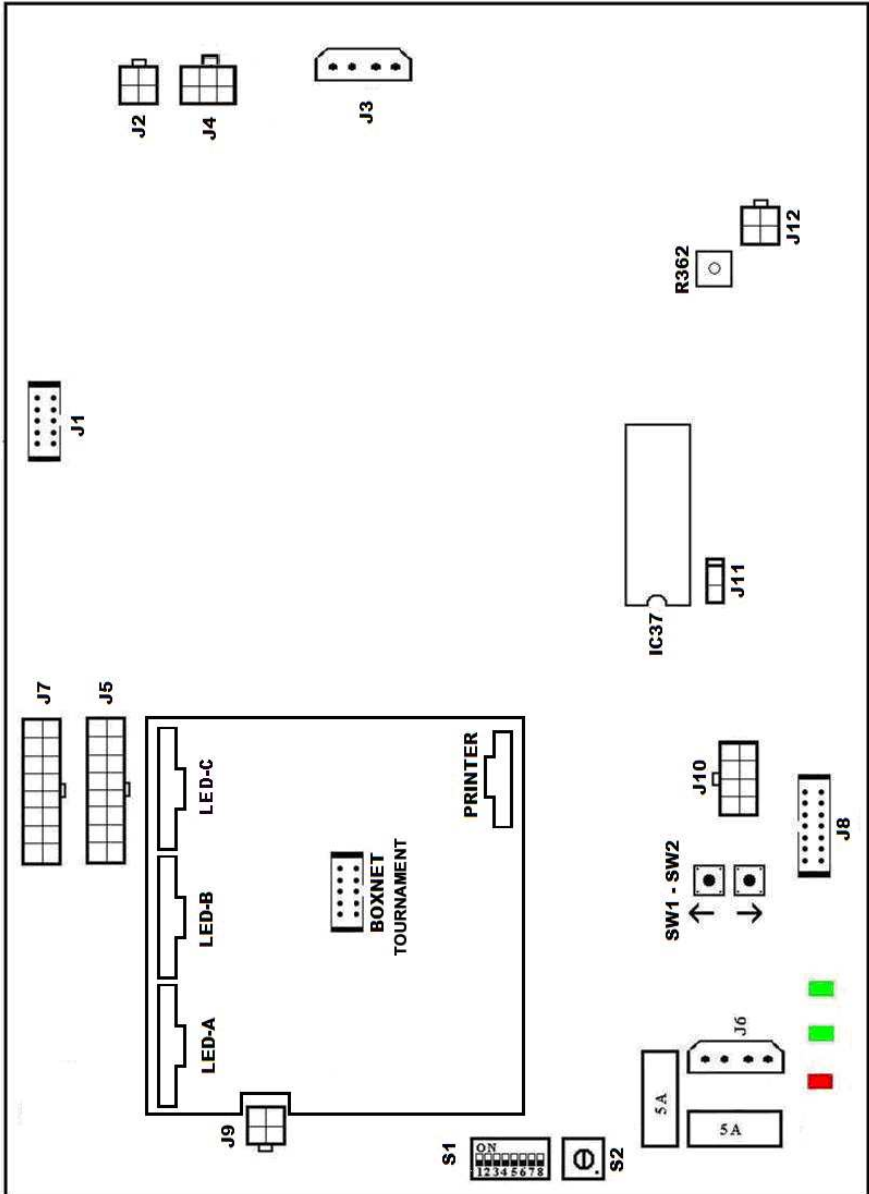 J2
J4
J3
J12
R362
J1
J11
IC37
J7
J5
LED-C
PRINTER
J10
J8
LED-B
BOXNET
TOURNAMENT
SW1 - SW2
LED-A
J6
5A
5A
J9
S1
ON
12345678
S2